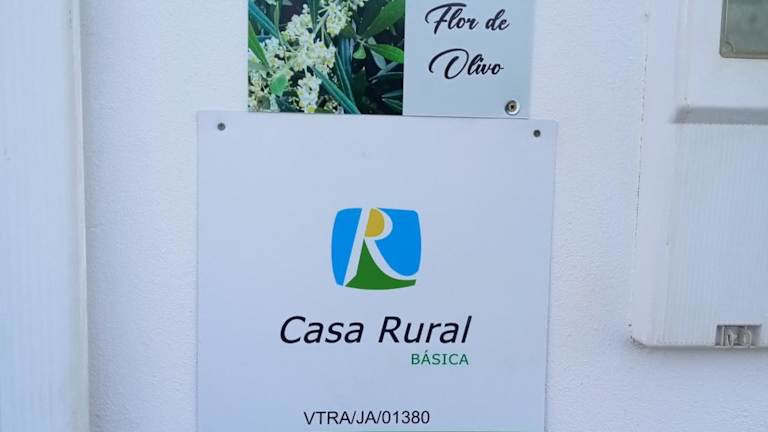 Flor de
Olivo
R
Casa Rural
BÁSICA
VTRA/JA/01380